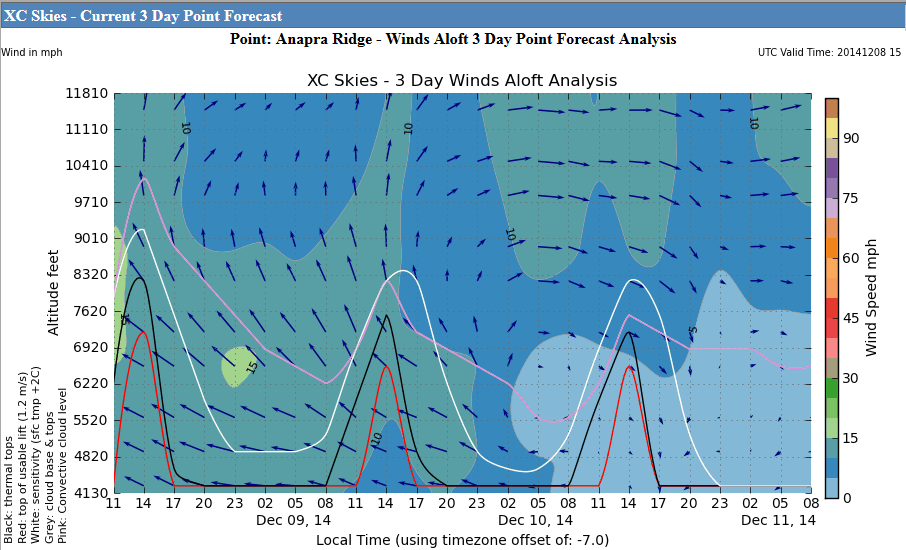 XC Skies - Current 3 Day Point Forecast
Point: Anapra Ridge - Winds Aloft 3 Day Point Forecast Analysis
Wind in mph
UTC Valid Time: 20141208 15
XC Skies - 3 Day Winds Aloft Analysis
11810
11110
10410
9710
9010
8320
7620
6920
6220
5520
4820
4130
Altitude feet
10
10
10
10
15
15
10
5
11 14 17 20 23 02 05 08 11 14 17 20 23 02 05 08 11 14 17 20 23 02 05 08
Dec 09, 14 Dec 10, 14 Dec 11, 14
Local Time (using timezone offset of: -7.0)
90
75
60
45
30
15
0
Wind Speed mph
Black: thermal tops
Red: top of usable lift (1.2 m/s)
White: sensitivity (sfc tmp +2C)
Grey: cloud base & tops
Pink: Convective cloud level